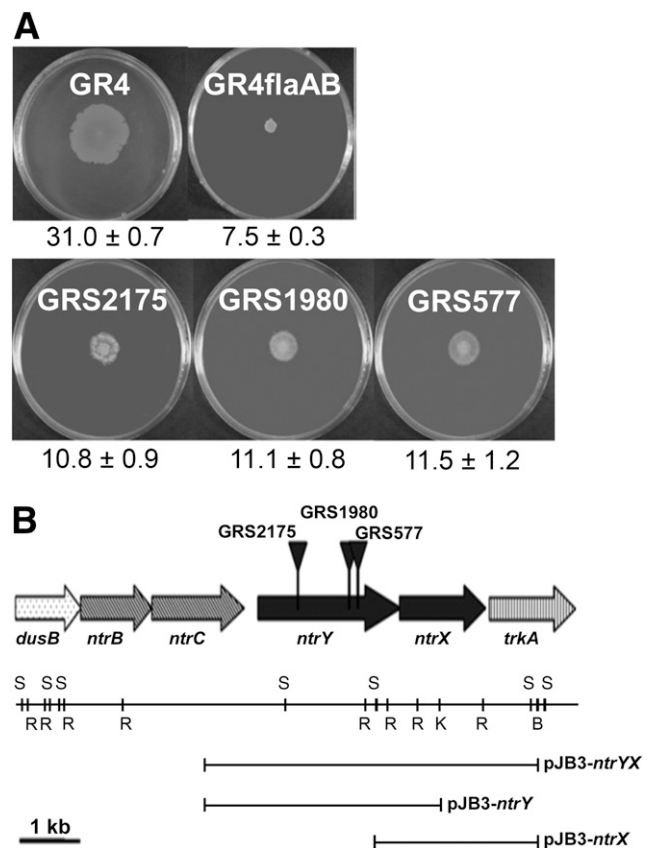 A
GR4 GR4flaAB
31.0 ± 0.7 7.5 ± 0.3
GRS2175 GRS1980 GRS577
10.8 ± 0.9 11.1 ± 0.8 11.5 ± 1.2
B
GRS1980
GRS2175 GRS577
dusB ntrB ntrC ntrY ntrX trkA
S S S S S S S
R R R R R R R R K R B
pJB3-ntrYX
pJB3-ntrY
1 kb
pJB3-ntrX